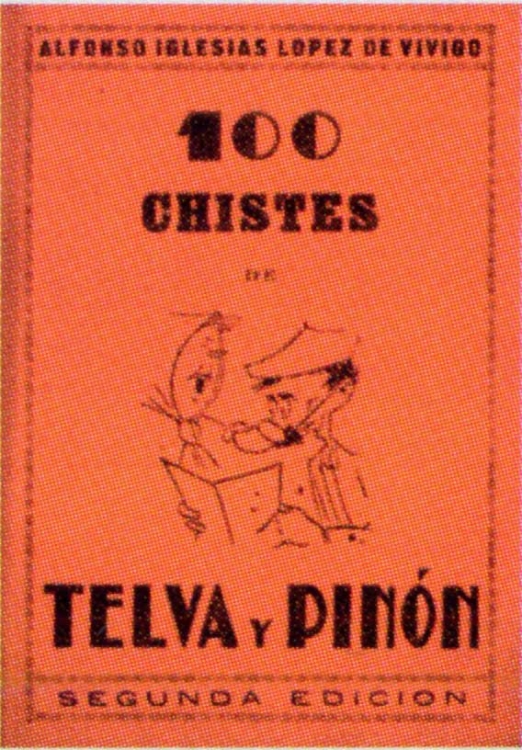 ALFONSO IGLESIAS LOPEZ DE VIVIGO
100
CHISTES
DE
TELVA Y PINÓN
SEGUNDA EDICION